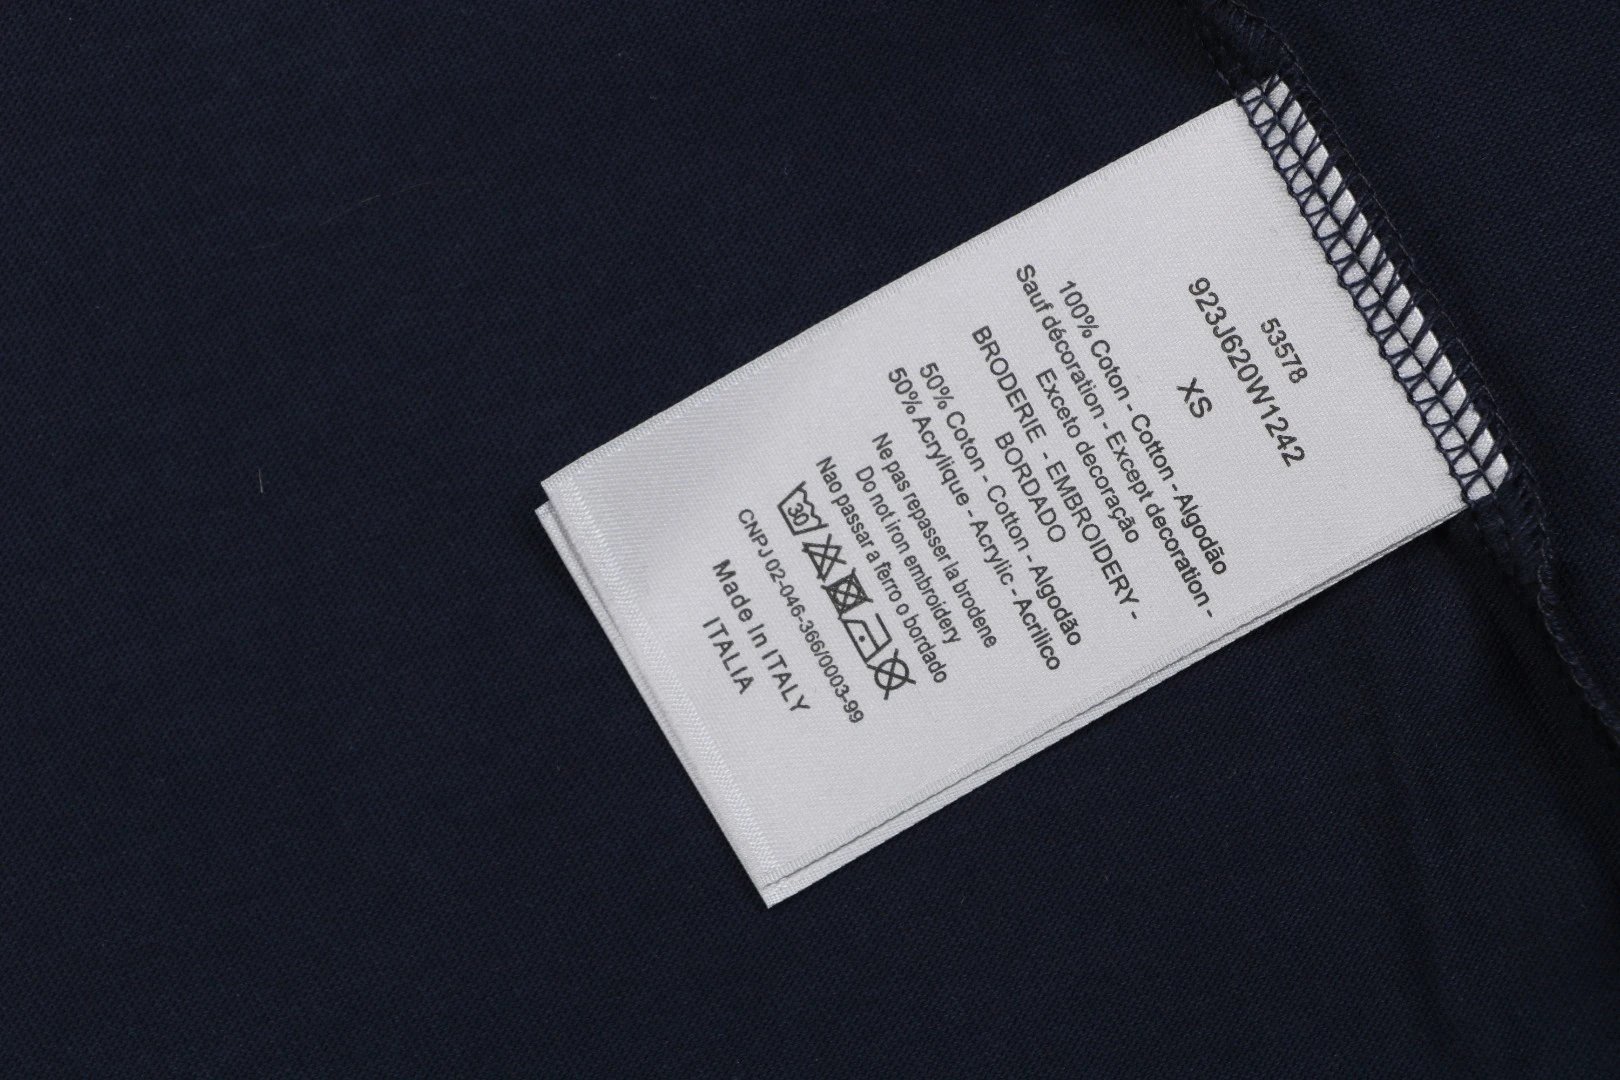 53578
923J620W1242
XS
100% Coton - Cotton - Algodão
Sauf décoration - Except decoration -
Exceto decoração
BRODERIE - EMBROIDERY -
BORDADO
50% Coton - Cotton - Algodão
50% Acrylique - Acrylic - Acrilico
Ne pas repasser la brodene
Do not iron embroidery
Nao passar a ferro o bordado
30
CNPJ 02-046-366/0003-99
Made In ITALY
ITALIA